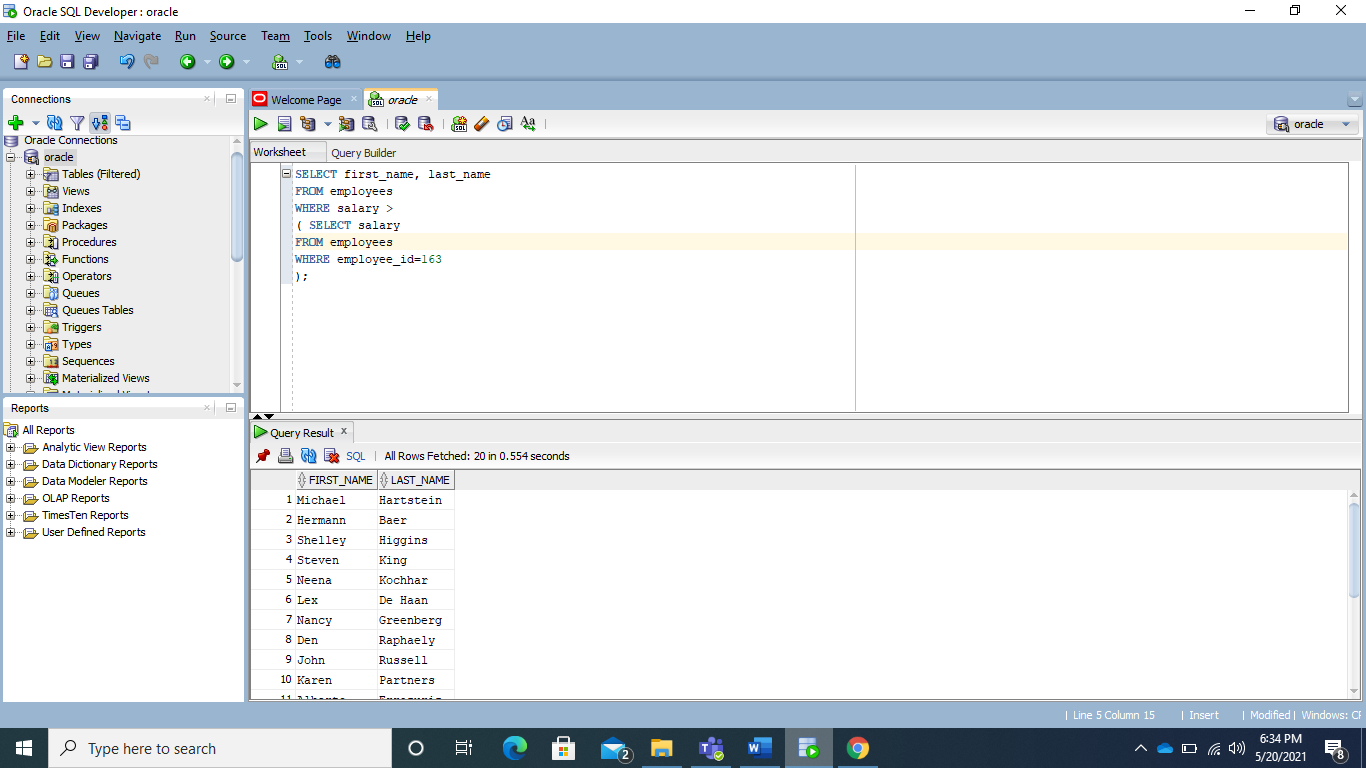 Oracle SQL Developer : oracle
File Edit View Navigate Run Source Team Tools Window Help
Connections
Oracle Connections
oracle
Tables (Filtered)
Views
Indexes
Packages
Procedures
Functions
Operators
Queues
Queues Tables
Triggers
Types
Sequences
Materialized Views
Reports
All Reports
Analytic View Reports
Data Dictionary Reports
Data Modeler Reports
OLAP Reports
TimesTen Reports
User Defined Reports
Welcome Page
oracle
oracle
Worksheet Query Builder
SELECT first_name, last_name
FROM employees
WHERE salary >
( SELECT salary
FROM employees
WHERE employee_id=163
);
Query Result x
SQL | All Rows Fetched: 20 in 0.554 seconds
FIRST_NAME LAST_NAME
1 Michael Hartstein
2 Hermann Baer
3 Shelley Higgins
4 Steven King
5 Neena Kochhar
6 Lex De Haan
7 Nancy Greenberg
8 Den Raphaely
9 John Russell
10 Karen Partners
11 Alberto Errazuriz
| Line 5 Column 15 | Insert | Modified | Windows: CF
Type here to search
2
6:34 PM
5/20/2021
8